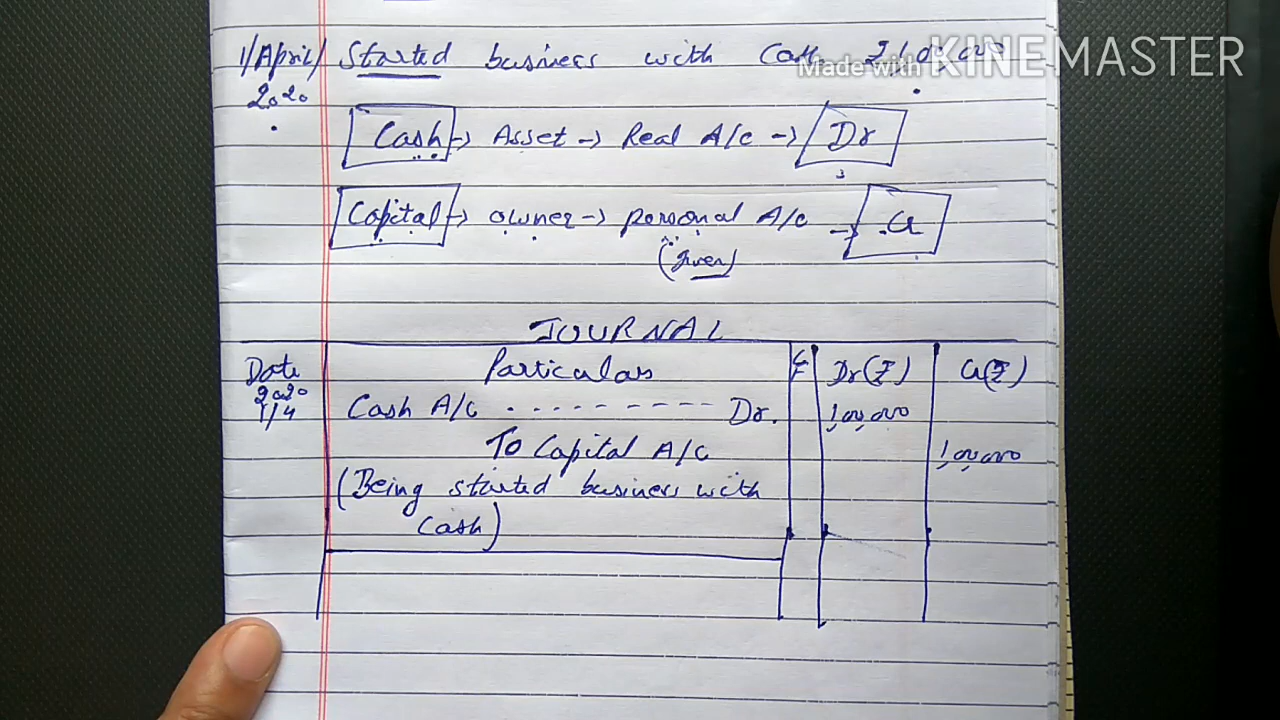 1/April/ Started business with Cash ₹ 1,00,000
2020
Made with KINEMASTER
Cash → Asset → Real A/c → Dr
Capital → owner → personal A/c → Cr
(Giver)
JOURNAL
Date Particulars LF Dr(₹) Cr(₹)
2020
1/4 Cash A/c . - - - - - - - - - Dr. 1,00,000
To Capital A/c 1,00,000
(Being started business with
Cash)